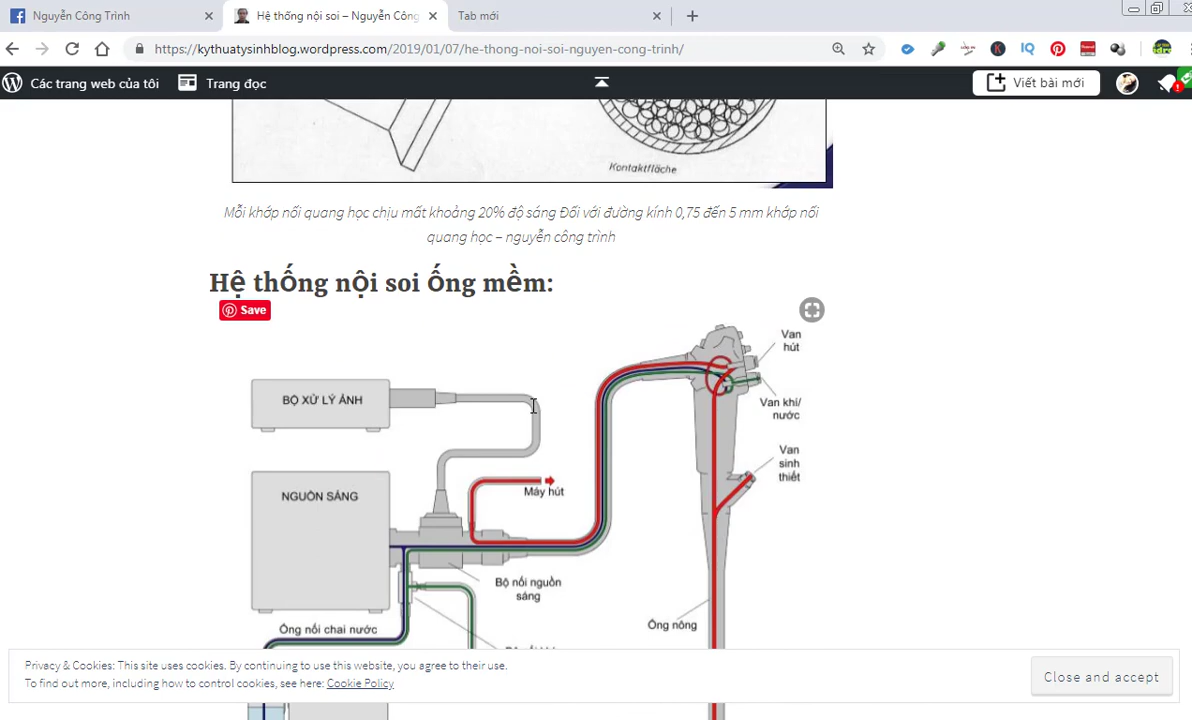 Nguyễn Công Trình
Hệ thống nội soi – Nguyễn Công
Tab mới
https://kythuatysinhblog.wordpress.com/2019/01/07/he-thong-noi-soi-nguyen-cong-trinh/
Các trang web của tôi
Trang đọc
Viết bài mới
1
Kontaktfläche
Mỗi khớp nối quang học chịu mất khoảng 20% độ sáng Đối với đường kính 0,75 đến 5 mm khớp nối
quang học – nguyễn công trình
Hệ thống nội soi ống mềm:
Save
Van
hút
BỘ XỬ LÝ ẢNH
Van khí/
nước
Van
sinh
thiết
NGUỒN SÁNG
Máy hút
Bộ nối nguồn
sáng
Ống nối chai nước
Ống nông
Privacy & Cookies: This site uses cookies. By continuing to use this website, you agree to their use.
To find out more, including how to control cookies, see here: Cookie Policy
Close and accept